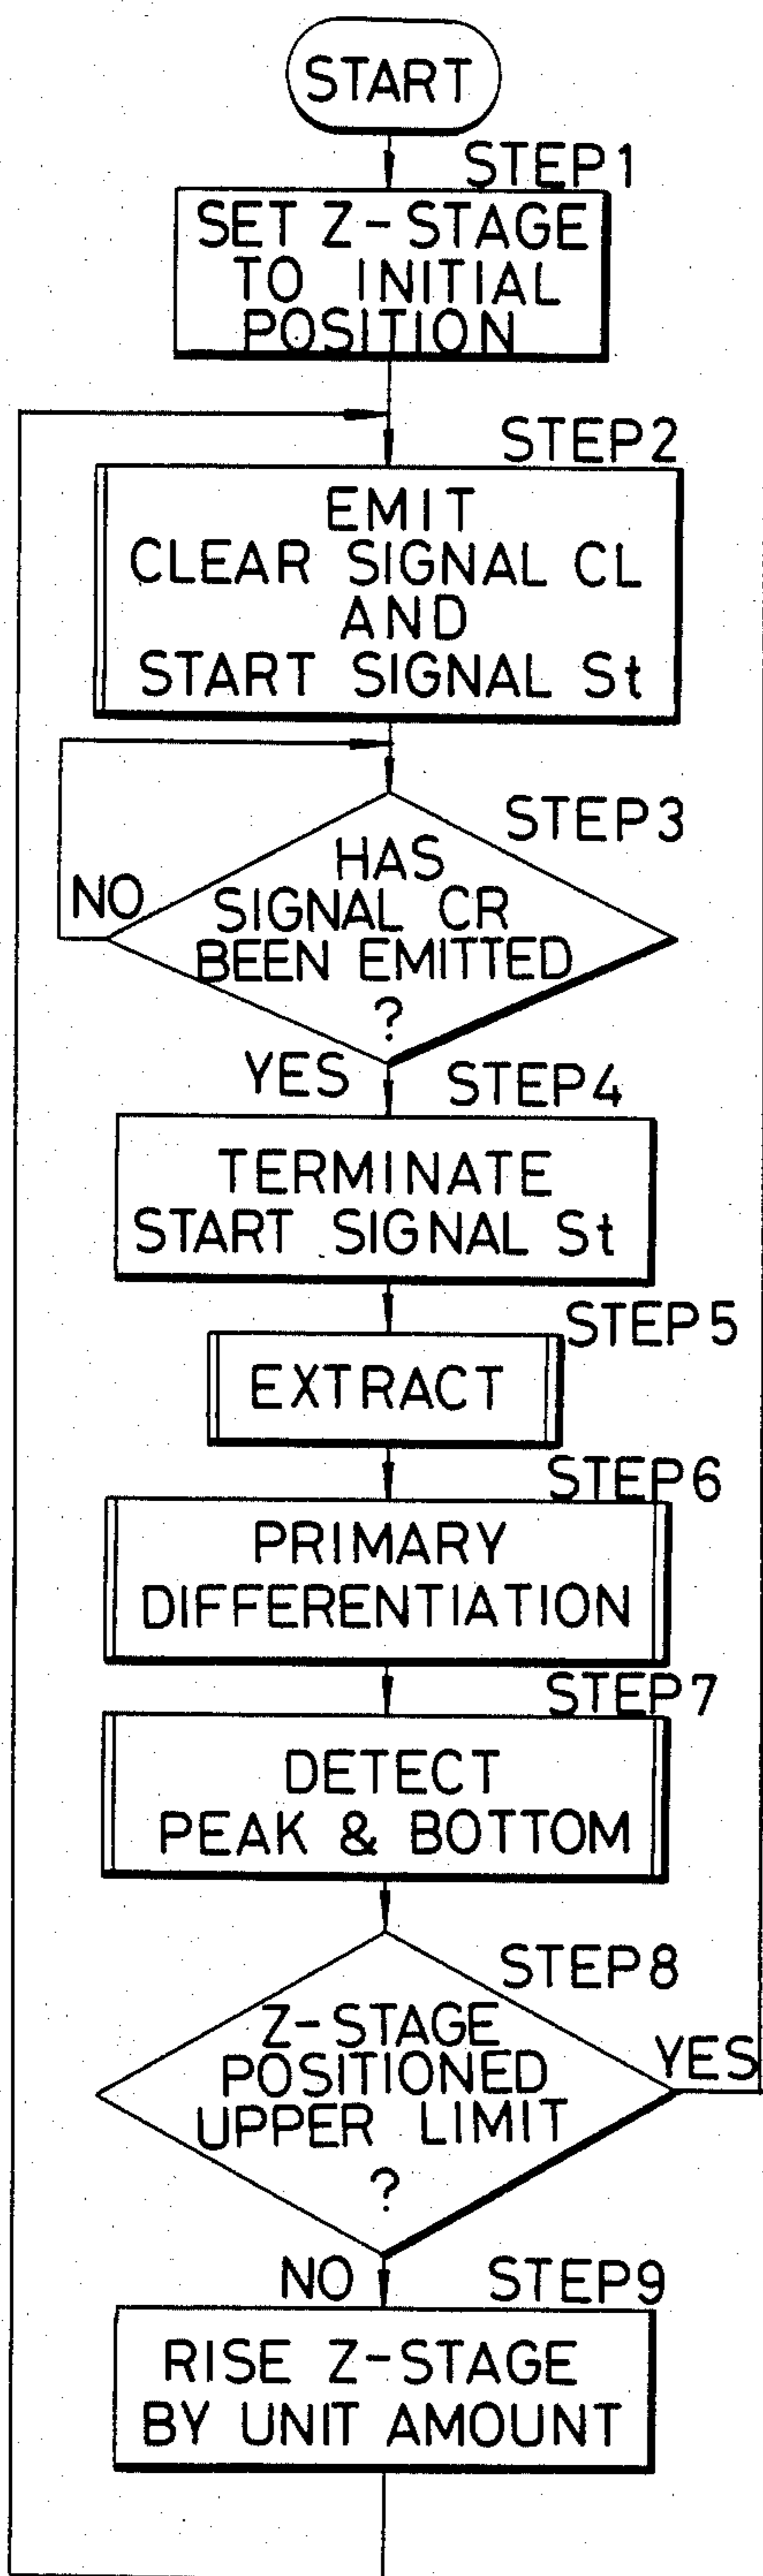 START
STEP1
SET Z-STAGE
TO INITIAL
POSITION
STEP2
EMIT
CLEAR SIGNAL CL
AND
START SIGNAL St
STEP3
HAS
SIGNAL CR
BEEN EMITTED
?
NO
YES
STEP4
TERMINATE
START SIGNAL St
STEP5
EXTRACT
STEP6
PRIMARY
DIFFERENTIATION
STEP7
DETECT
PEAK & BOTTOM
STEP8
Z-STAGE
POSITIONED
UPPER LIMIT
?
YES
NO
STEP9
RISE Z-STAGE
BY UNIT AMOUNT